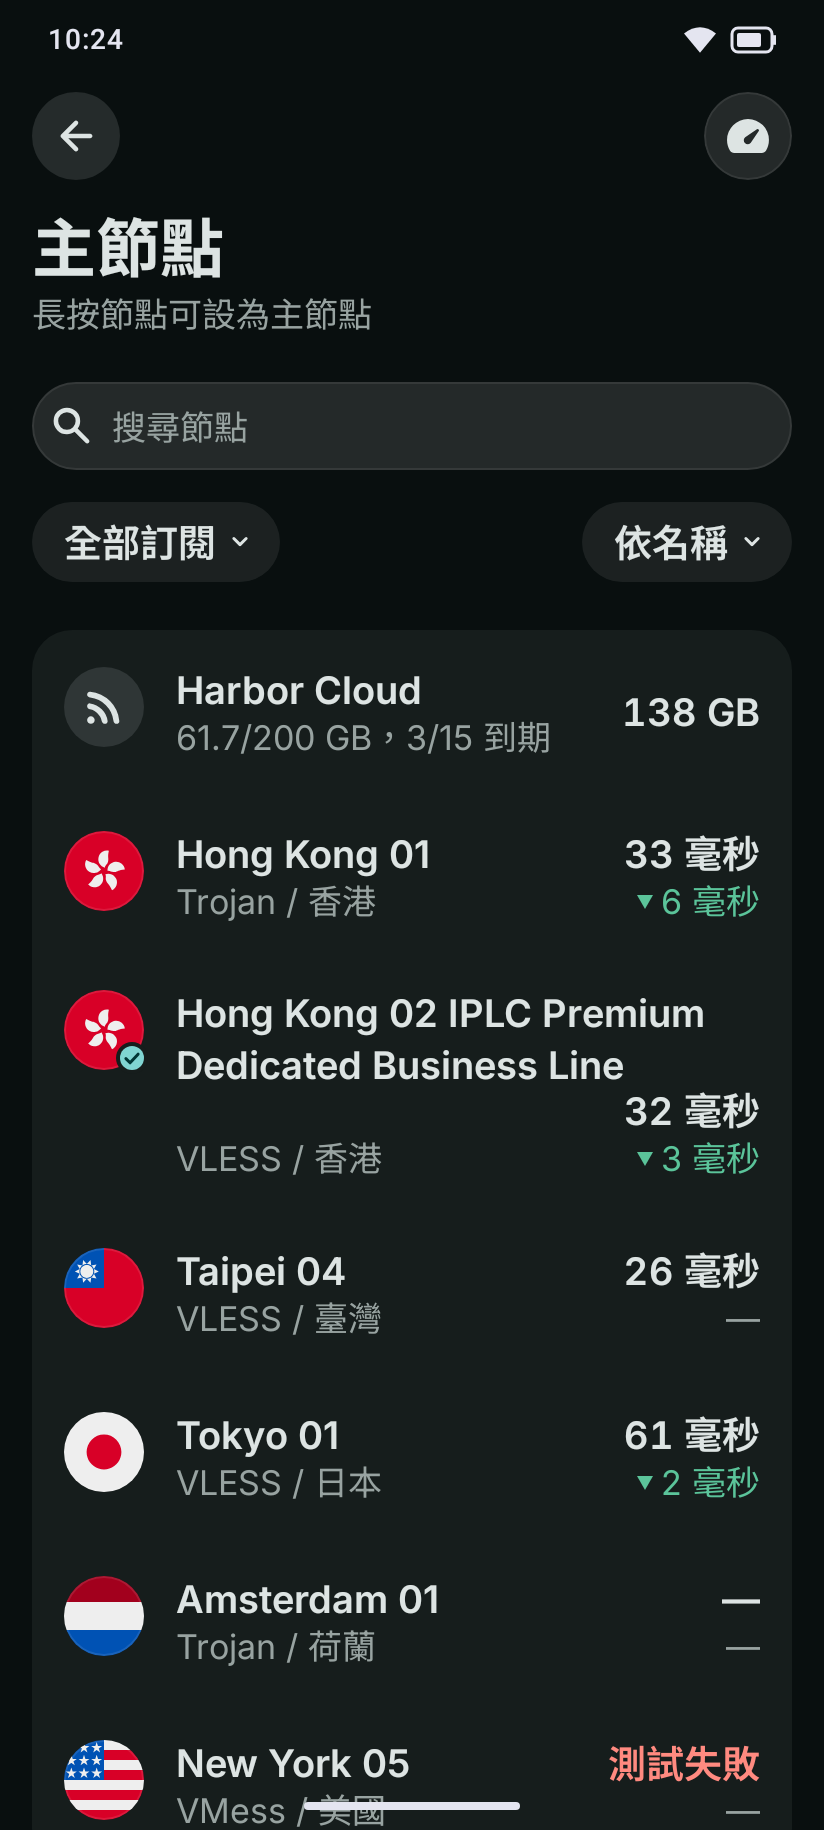 10:24
主節點
長按節點可設為主節點
搜尋節點
全部訂閱
依名稱
Harbor Cloud
138 GB
61.7/200 GB，3/15 到期
Hong Kong 01
33 毫秒
Trojan / 香港
▼6 毫秒
Hong Kong 02 IPLC Premium
Dedicated Business Line
32 毫秒
VLESS / 香港
▼3 毫秒
Taipei 04
26 毫秒
VLESS / 臺灣
—
Tokyo 01
61 毫秒
VLESS / 日本
▼2 毫秒
Amsterdam 01
—
Trojan / 荷蘭
—
New York 05
測試失敗
VMess / 美國
—